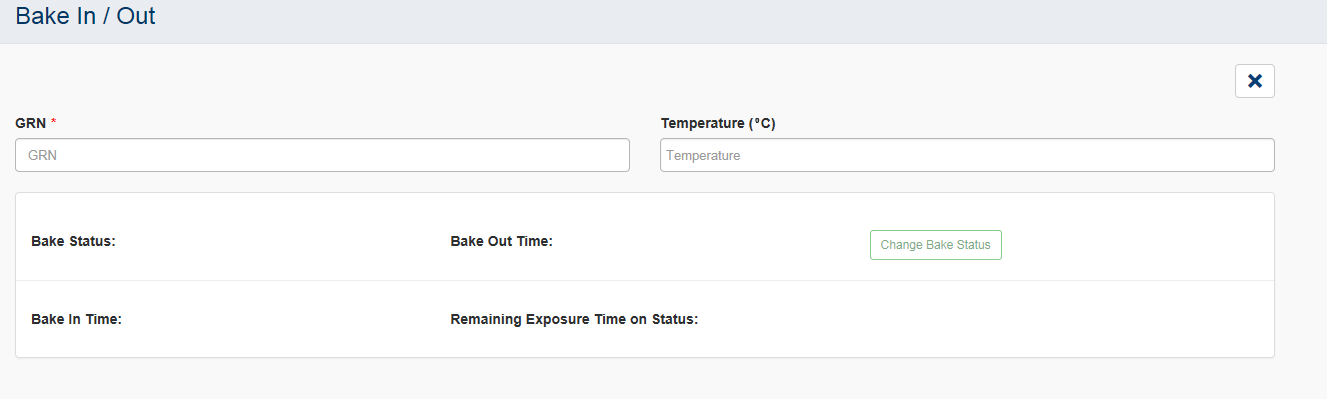 Bake In / Out
GRN *
Temperature (°C)
GRN
Temperature
Bake Status:
Bake Out Time:
Change Bake Status
Bake In Time:
Remaining Exposure Time on Status: